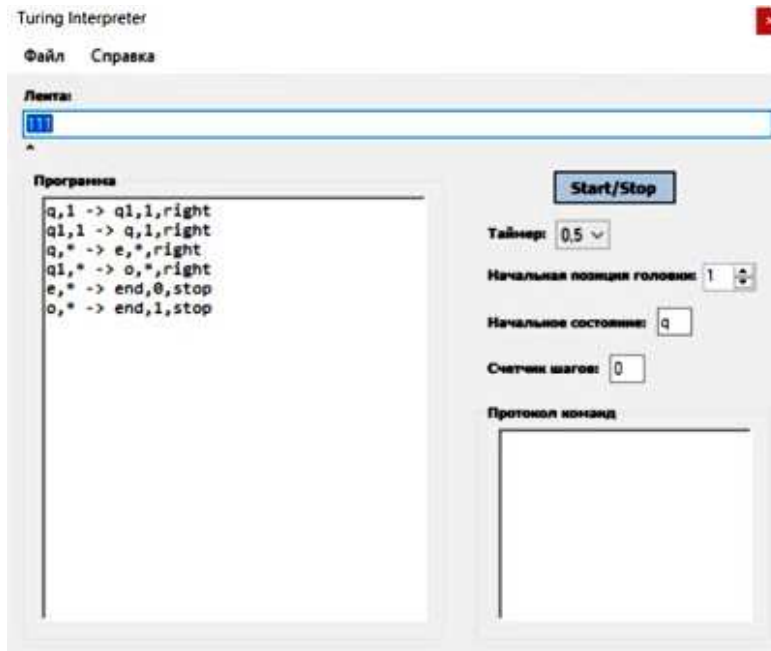 Turing Interpreter
Файл Справка
Лента:
111
Программа
q,1 -> q1,1,right
q1,1 -> q,1,right
q,* -> e,*,right
q1,* -> o,*,right
e,* -> end,0,stop
o,* -> end,1,stop
Start/Stop
Таймер: 0,5
Начальная позиция головки: 1
Начальное состояние: q
Счетчик шагов: 0
Протокол команд